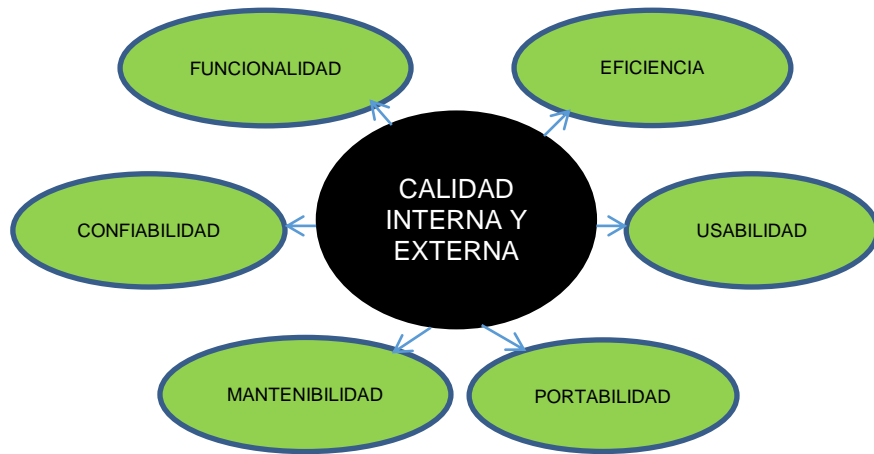 FUNCIONALIDAD
EFICIENCIA
CALIDAD
INTERNA Y
EXTERNA
CONFIABILIDAD
USABILIDAD
MANTENIBILIDAD
PORTABILIDAD